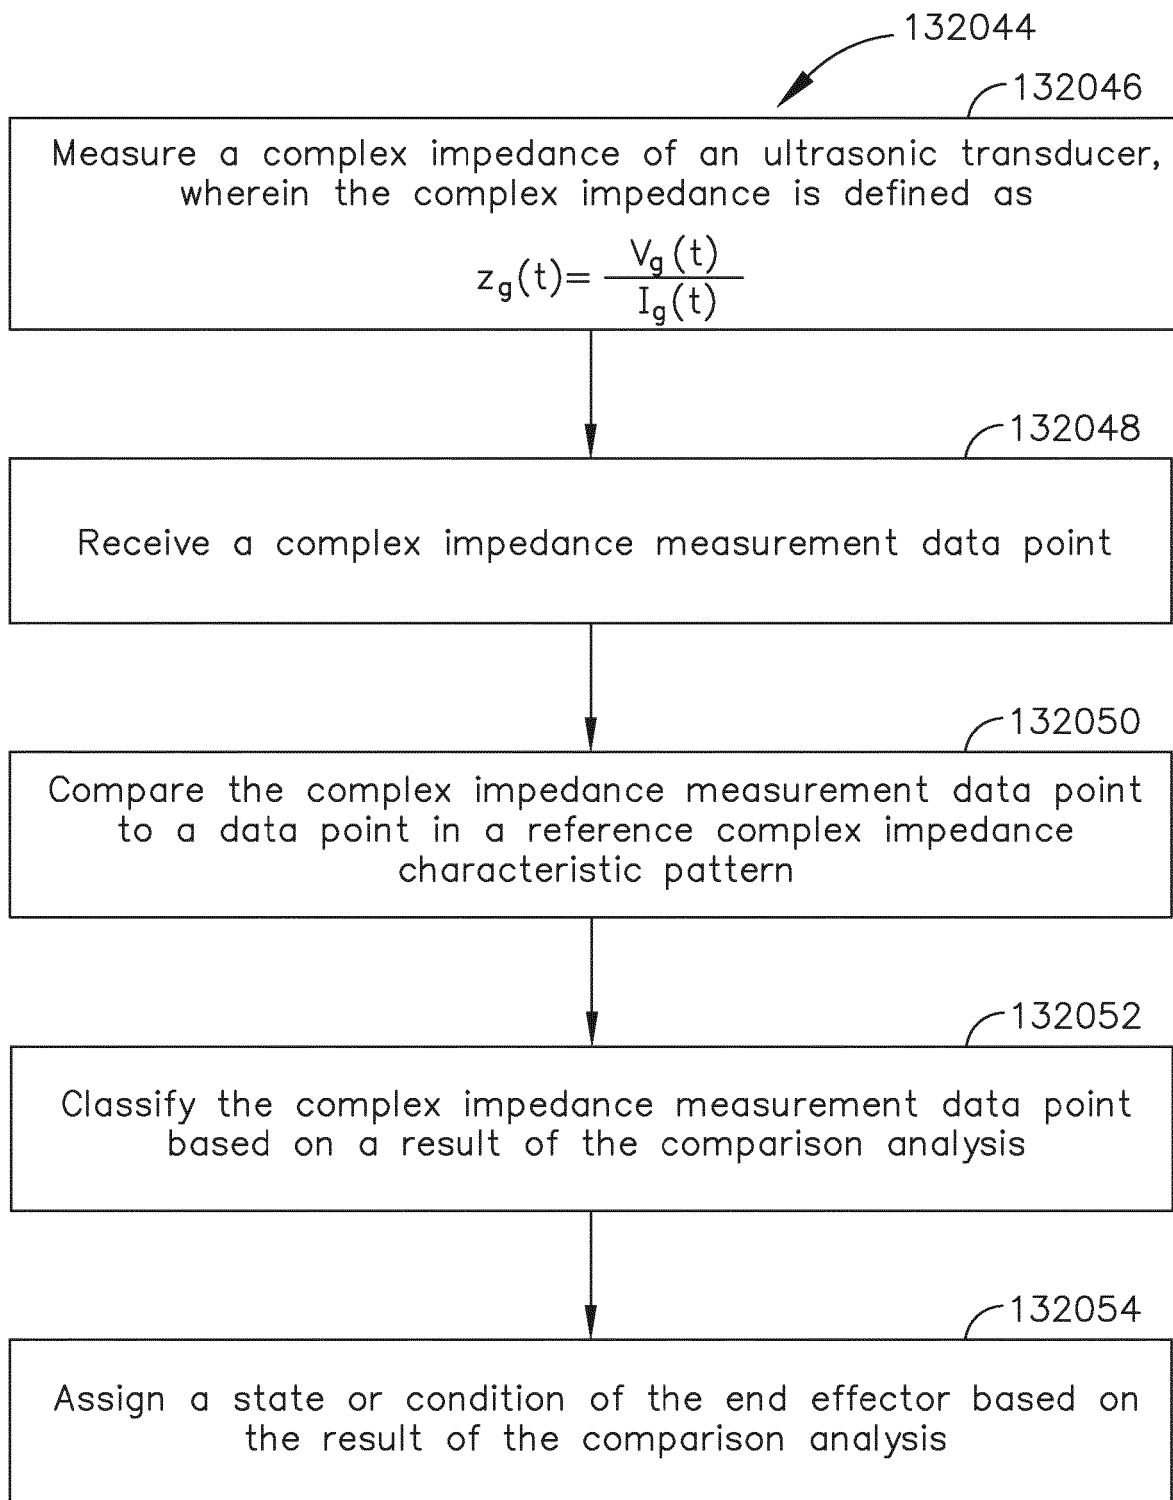 132044
132046
Measure a complex impedance of an ultrasonic transducer,
wherein the complex impedance is defined as
z_g(t)= V_g(t) / I_g(t)
132048
Receive a complex impedance measurement data point
132050
Compare the complex impedance measurement data point
to a data point in a reference complex impedance
characteristic pattern
132052
Classify the complex impedance measurement data point
based on a result of the comparison analysis
132054
Assign a state or condition of the end effector based on
the result of the comparison analysis